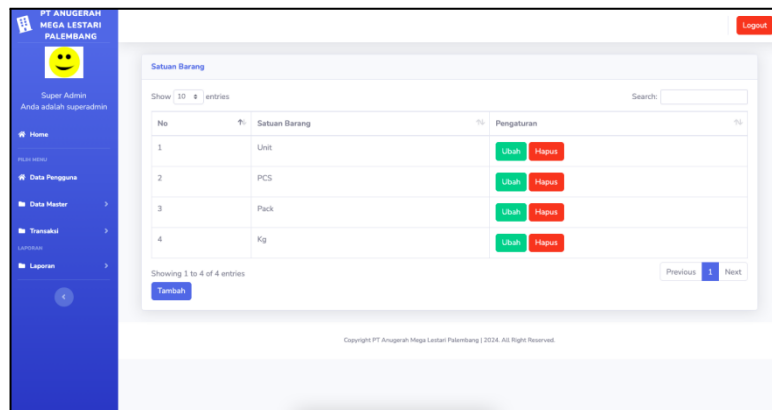 PT ANUGERAH
MEGA LESTARI
PALEMBANG
Logout
Super Admin
Anda adalah superadmin
Home
PILIH MENU
Data Pengguna
Data Master
Transaksi
LAPORAN
Laporan
Satuan Barang
Show 10 entries
Search:
No Satuan Barang Pengaturan
1 Unit Ubah Hapus
2 PCS Ubah Hapus
3 Pack Ubah Hapus
4 Kg Ubah Hapus
Showing 1 to 4 of 4 entries
Previous 1 Next
Tambah
Copyright PT Anugerah Mega Lestari Palembang | 2024. All Right Reserved.